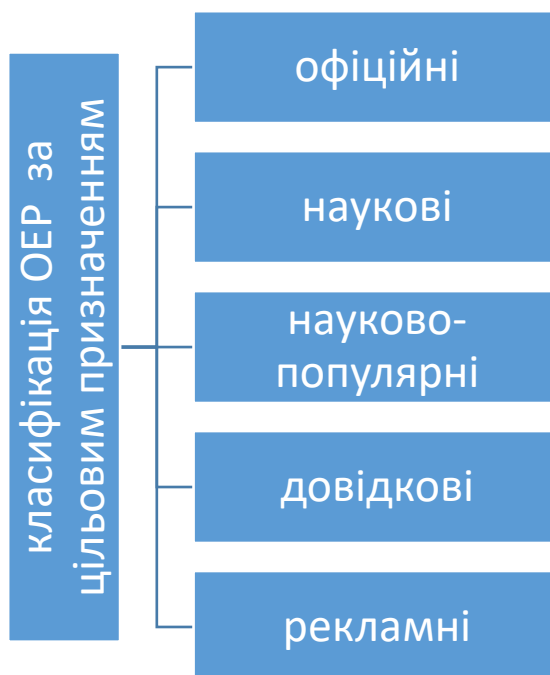 класифікація ОЕР за
цільовим призначенням
офіційні
наукові
науково-
популярні
довідкові
рекламні